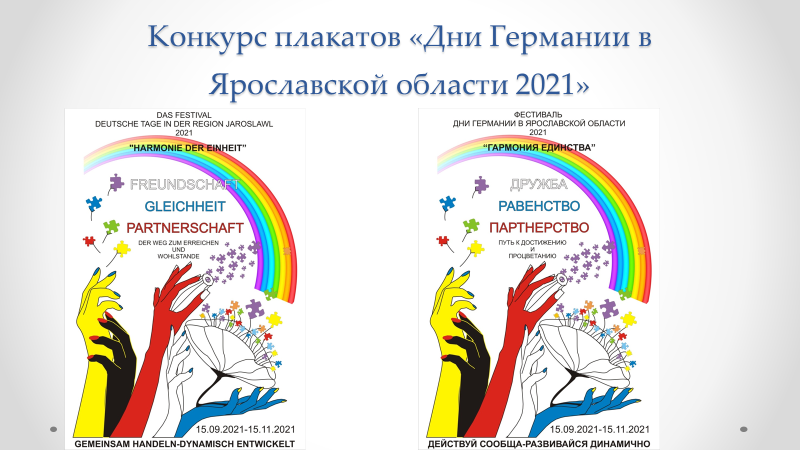 Конкурс плакатов «Дни Германии в
Ярославской области 2021»
DAS FESTIVAL
DEUTSCHE TAGE IN DER REGION JAROSLAWL
2021
"HARMONIE DER EINHEIT"
FREUNDSCHAFT
GLEICHHEIT
PARTNERSCHAFT
DER WEG ZUM ERREICHEN
UND
WOHLSTANDE
15.09.2021-15.11.2021
GEMEINSAM HANDELN-DYNAMISCH ENTWICKELT
ФЕСТИВАЛЬ
ДНИ ГЕРМАНИИ В ЯРОСЛАВСКОЙ ОБЛАСТИ
2021
"ГАРМОНИЯ ЕДИНСТВА"
ДРУЖБА
РАВЕНСТВО
ПАРТНЕРСТВО
ПУТЬ К ДОСТИЖЕНИЮ
И
ПРОЦВЕТАНИЮ
15.09.2021-15.11.2021
ДЕЙСТВУЙ СООБЩА-РАЗВИВАЙСЯ ДИНАМИЧНО